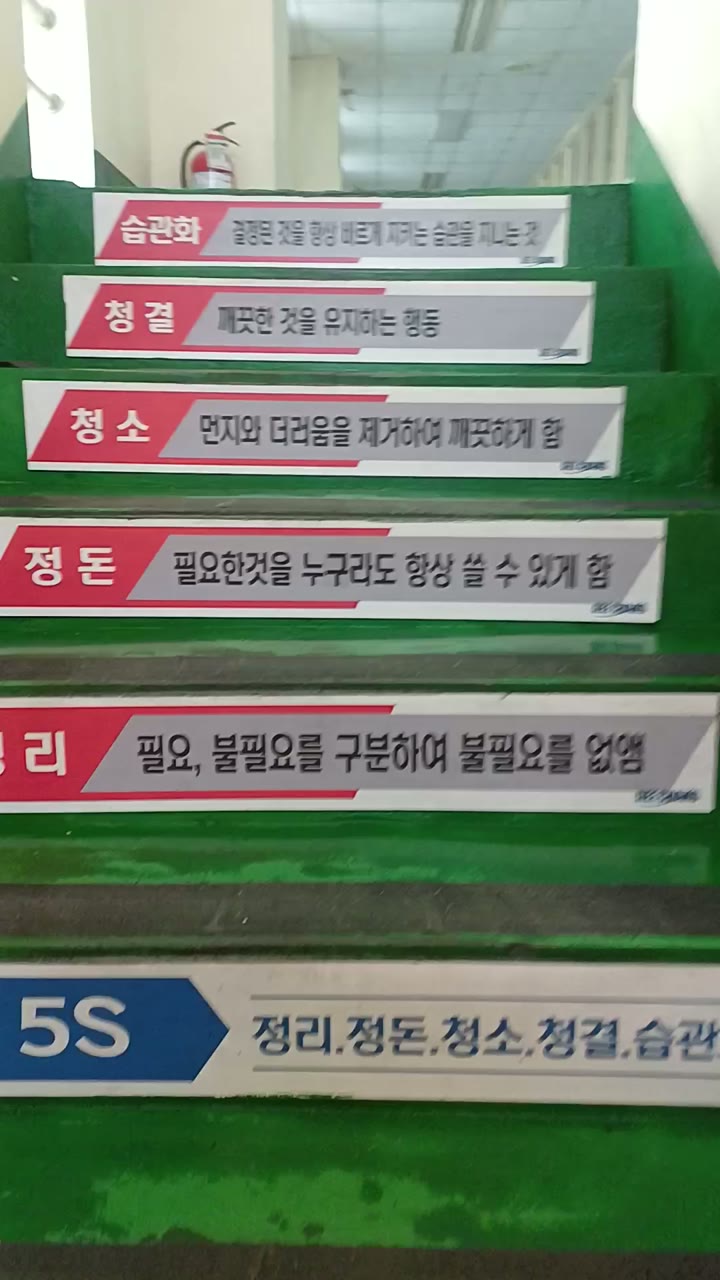 습관화 결정된 것을 항상 바르게 지키는 습관을 지니는 것
청결 깨끗한 것을 유지하는 행동
청소 먼지와 더러움을 제거하여 깨끗하게 함
정돈 필요한것을 누구라도 항상 쓸 수 있게 함
리 필요, 불필요를 구분하여 불필요를 없앰
5S 정리.정돈.청소.청결.습관